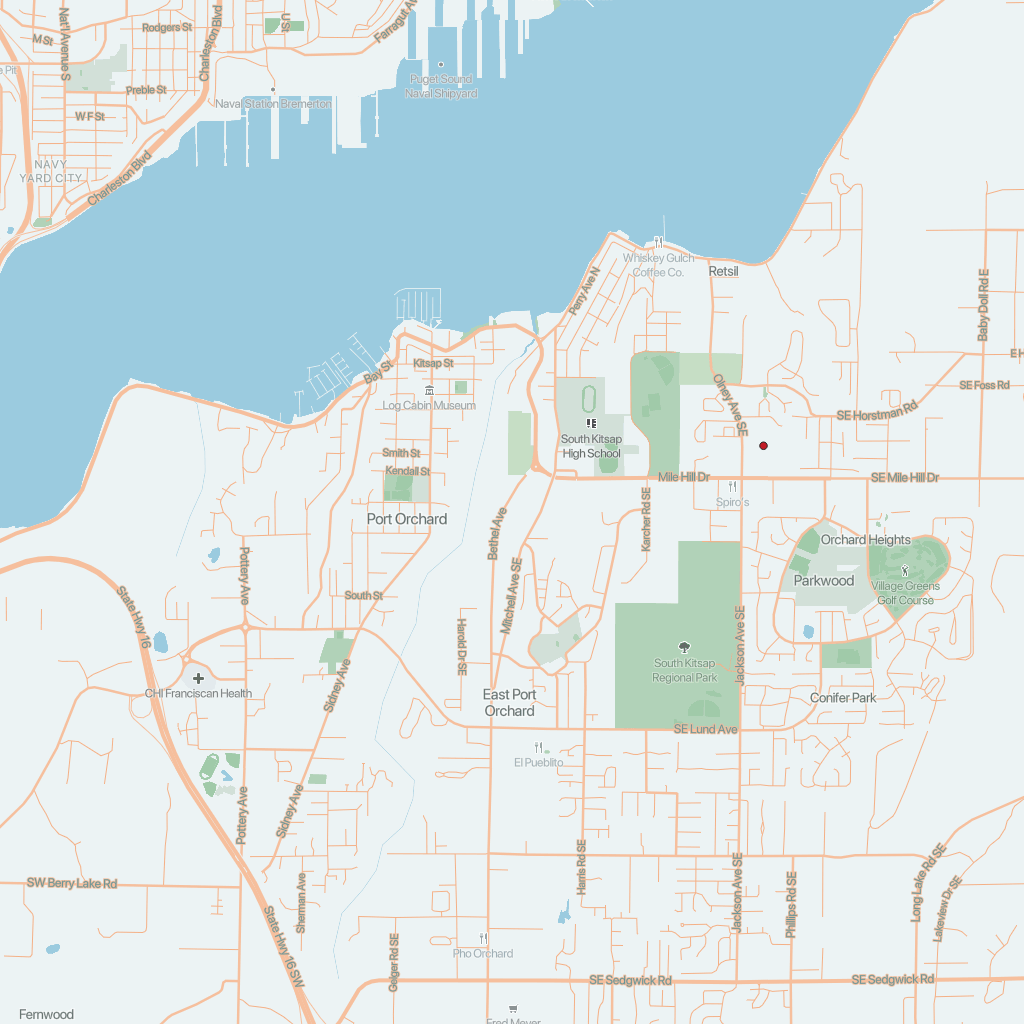 Rodgers St
M St
Nat'l Avenue S
Charleston Blvd
U St
Farragut Av
Puget Sound
Naval Shipyard
Preble St
Naval Station Bremerton
W F St
NAVY
YARD CITY
Charleston Blvd
Whiskey Gulch
Coffee Co.
Retsil
Perry Ave N
Baby Doll Rd E
Kitsap St
Bay St
E H
SE Foss Rd
Log Cabin Museum
Olney Ave SE
SE Horstman Rd
South Kitsap
High School
Smith St
Kendall St
Mile Hill Dr
SE Mile Hill Dr
Spiro's
Port Orchard
Bethel Ave
Karcher Rd SE
Orchard Heights
Parkwood
Village Greens
Golf Course
Pottery Ave
Mitchell Ave SE
State Hwy 16
South St
Harold Dr SE
Jackson Ave SE
South Kitsap
Regional Park
CHI Franciscan Health
Sidney Ave
East Port
Orchard
Conifer Park
SE Lund Ave
El Pueblito
Pottery Ave
Sidney Ave
Harris Rd SE
Jackson Ave SE
Phillips Rd SE
Long Lake Rd SE
Lakeview Dr SE
SW Berry Lake Rd
Sherman Ave
State Hwy 16 SW
Geiger Rd SE
Pho Orchard
SE Sedgwick Rd
SE Sedgwick Rd
Fernwood
Fred Meyer